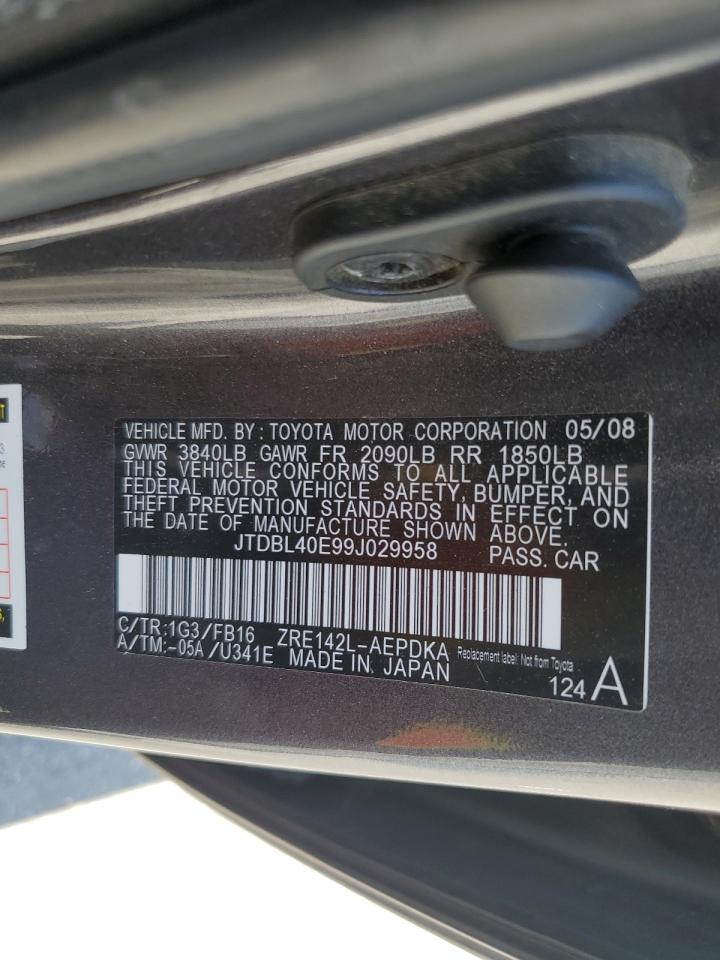 VEHICLE MFD. BY : TOYOTA MOTOR CORPORATION 05/08
GVWR 3840LB GAWR FR 2090LB RR 1850LB
THIS VEHICLE CONFORMS TO ALL APPLICABLE
FEDERAL MOTOR VEHICLE SAFETY, BUMPER, AND
THEFT PREVENTION STANDARDS IN EFFECT ON
THE DATE OF MANUFACTURE SHOWN ABOVE.
JTDBL40E99J029958 PASS. CAR
C/TR:1G3/FB16 ZRE142L-AEPDKA Replacement label: Not from Toyota
A/TM:-05A /U341E MADE IN JAPAN
124 A